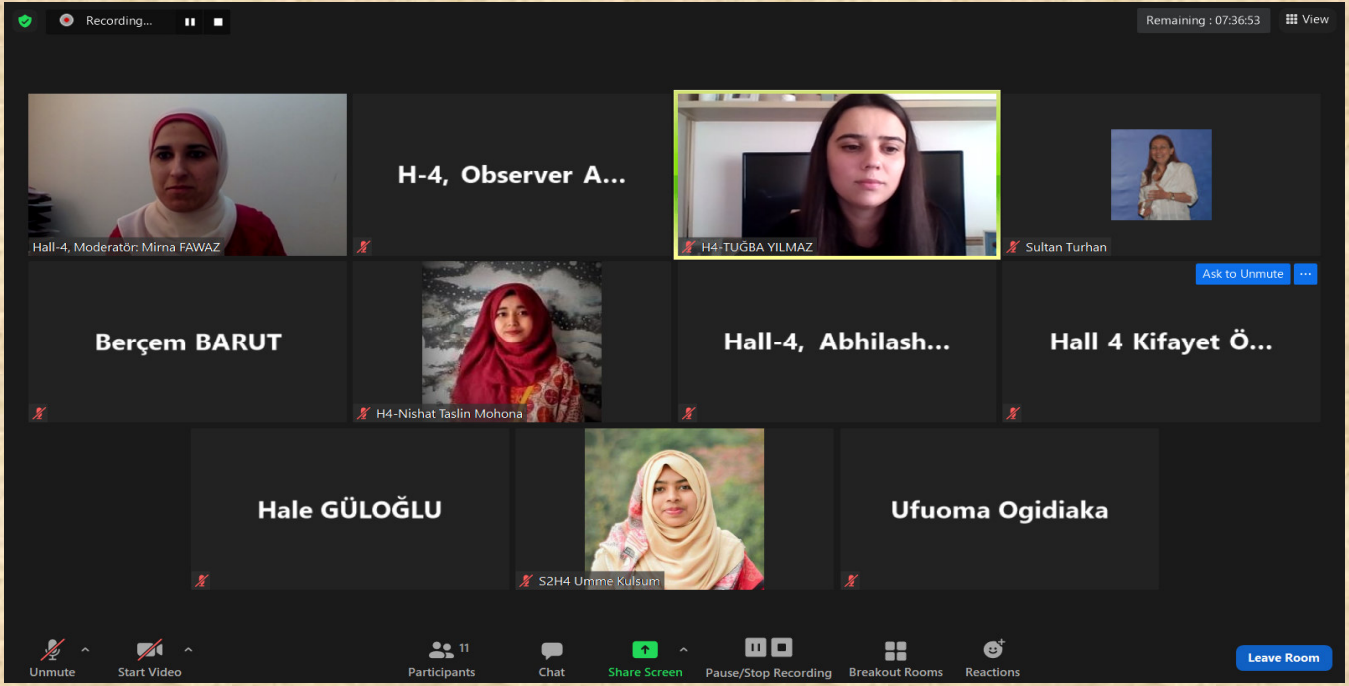 Recording...
Remaining : 07:36:53
View
Hall-4, Moderatör: Mirna FAWAZ
H-4, Observer A...
H4-TUĞBA YILMAZ
Sultan Turhan
Berçem BARUT
H4-Nishat Taslin Mohona
Hall-4, Abhilash...
Ask to Unmute
Hall 4 Kifayet Ö...
Hale GÜLOĞLU
S2H4 Umme Kulsum
Ufuoma Ogidiaka
Unmute
Start Video
11
Participants
Chat
Share Screen
Pause/Stop Recording
Breakout Rooms
Reactions
Leave Room